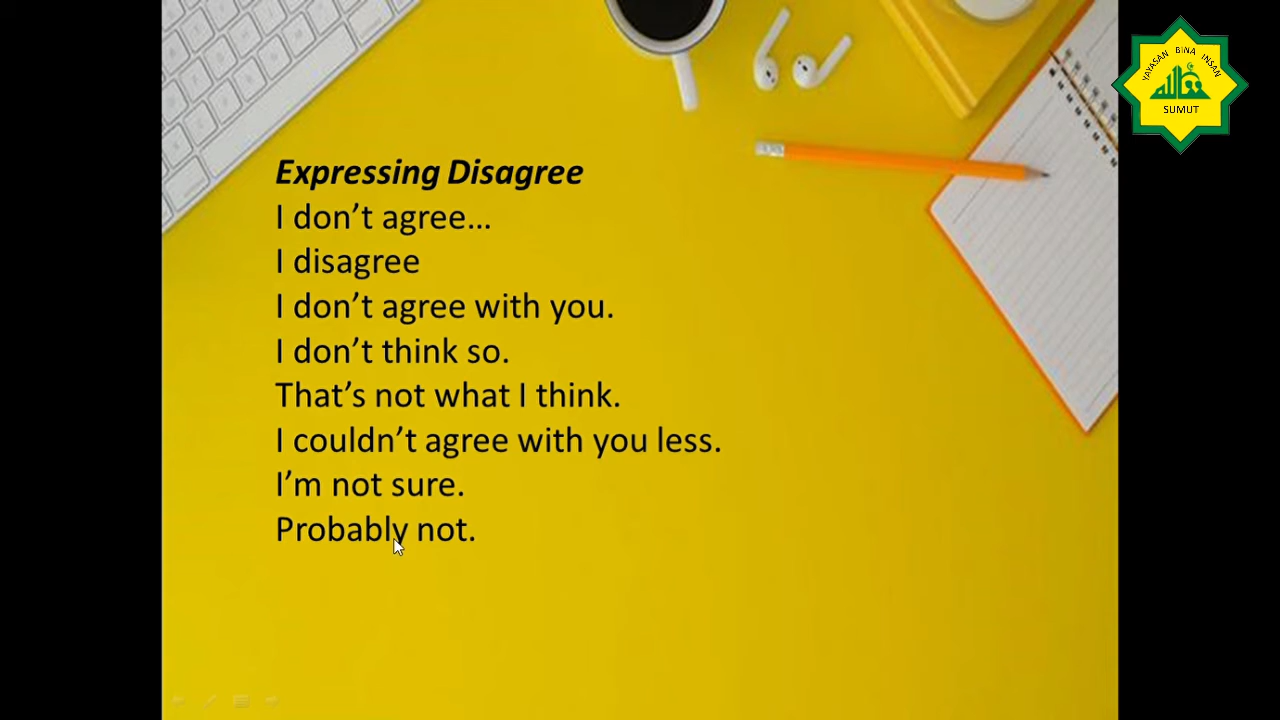 Expressing Disagree
I don’t agree…
I disagree
I don’t agree with you.
I don’t think so.
That’s not what I think.
I couldn’t agree with you less.
I’m not sure.
Probably not.
YAYASAN BINA INSAN
SUMUT